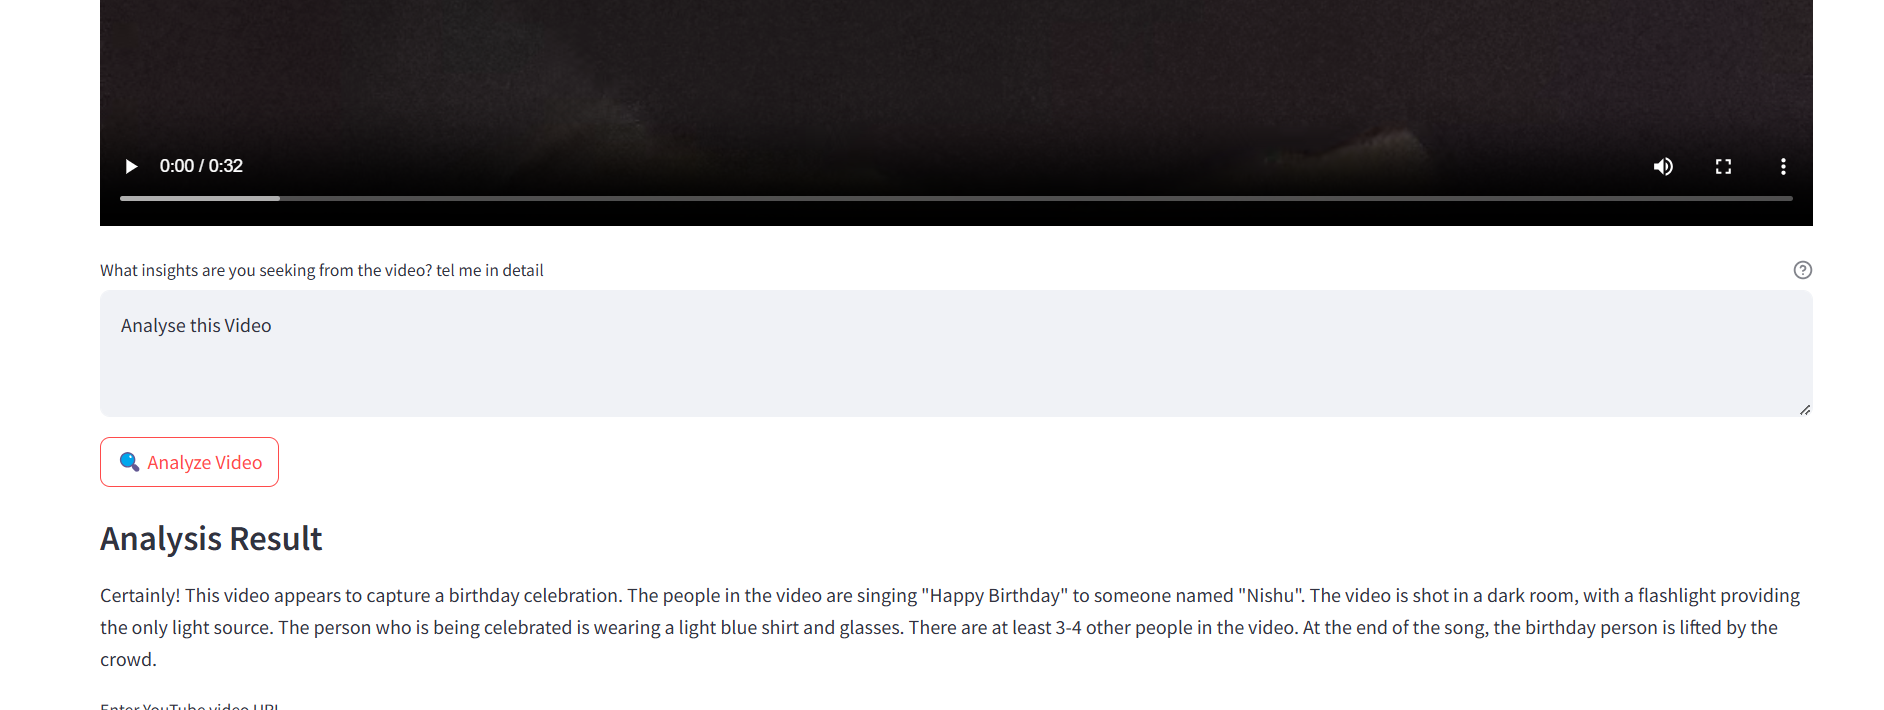 0:00 / 0:32
What insights are you seeking from the video? tel me in detail
Analyse this Video
Analyze Video
Analysis Result
Certainly! This video appears to capture a birthday celebration. The people in the video are singing "Happy Birthday" to someone named "Nishu". The video is shot in a dark room, with a flashlight providing
the only light source. The person who is being celebrated is wearing a light blue shirt and glasses. There are at least 3-4 other people in the video. At the end of the song, the birthday person is lifted by the
crowd.
Enter YouTube video URL